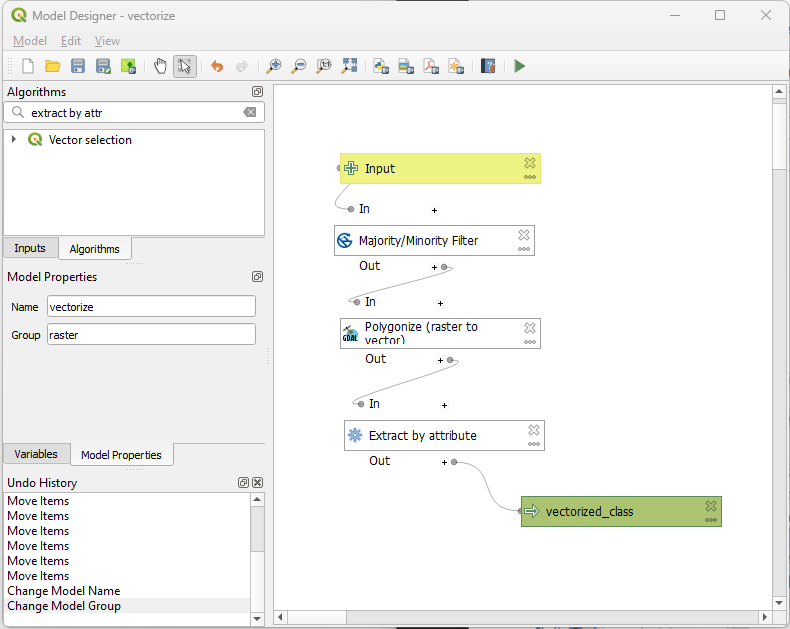 Model Designer - vectorize
Model Edit View
Algorithms
extract by attr
Vector selection
Inputs Algorithms
Model Properties
Name vectorize
Group raster
Variables Model Properties
Undo History
Move Items
Move Items
Move Items
Move Items
Move Items
Move Items
Change Model Name
Change Model Group
Input
In
Majority/Minority Filter
Out
In
GDAL
Polygonize (raster to
vector)
Out
In
Extract by attribute
Out
vectorized_class